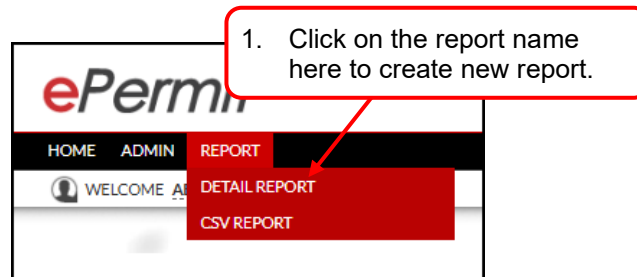 1. Click on the report name
here to create new report.
ePermit
HOME ADMIN REPORT
WELCOME
DETAIL REPORT
CSV REPORT